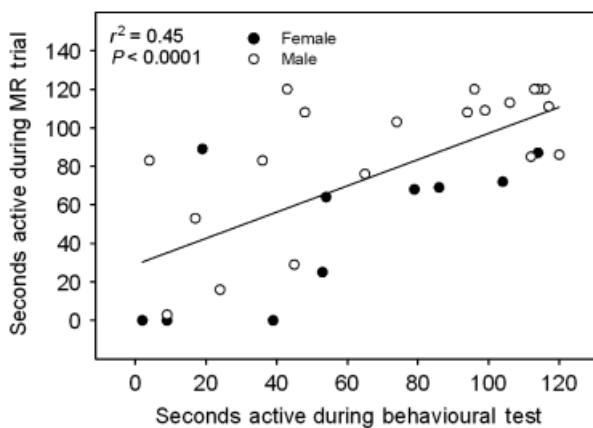 r² = 0.45
P < 0.0001
Female
Male
Seconds active during MR trial
140
120
100
80
60
40
20
0
0 20 40 60 80 100 120
Seconds active during behavioural test